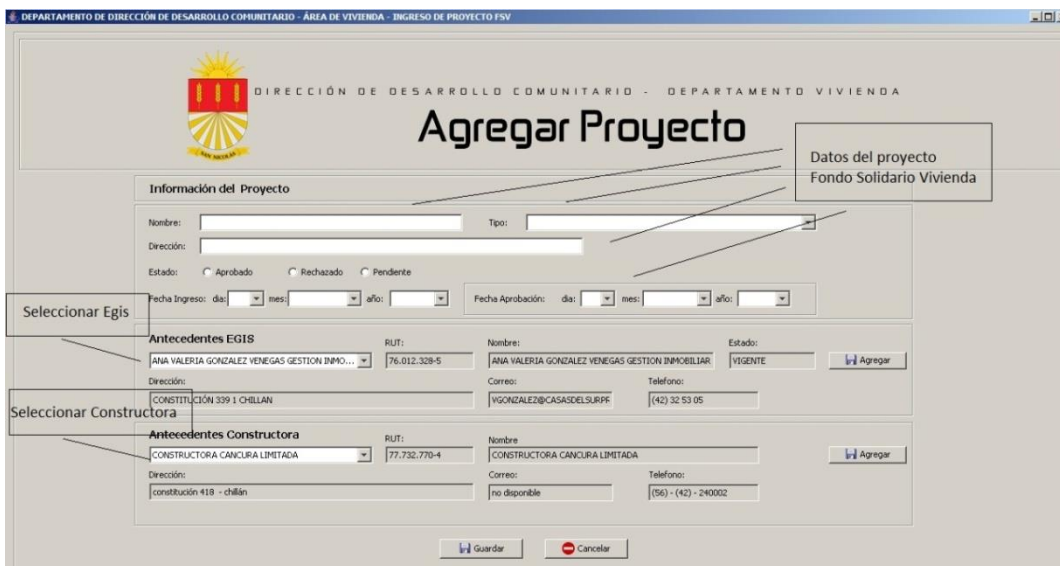 DEPARTAMENTO DE DIRECCIÓN DE DESARROLLO COMUNITARIO - ÁREA DE VIVIENDA - INGRESO DE PROYECTO FSV
DIRECCIÓN DE DESARROLLO COMUNITARIO - DEPARTAMENTO VIVIENDA
Agregar Proyecto
SAN NICOLÁS
Datos del proyecto
Fondo Solidario Vivienda
Información del Proyecto
Nombre: Tipo:
Dirección:
Estado: Aprobado Rechazado Pendiente
Fecha Ingreso: dia: mes: año: Fecha Aprobación: dia: mes: año:
Seleccionar Egis
Antecedentes EGIS RUT: Nombre: Estado:
ANA VALERIA GONZALEZ VENEGAS GESTION INMO... 76.012.328-5 ANA VALERIA GONZALEZ VENEGAS GESTION INMOBILIAR VIGENTE Agregar
Dirección: Correo: Telefono:
CONSTITUCIÓN 339 1 CHILLAN VGONZALEZ@CASASDELSURPF (42) 32 53 05
Seleccionar Constructora
Antecedentes Constructora RUT: Nombre
CONSTRUCTORA CANCURA LIMITADA 77.732.770-4 CONSTRUCTORA CANCURA LIMITADA Agregar
Dirección: Correo: Telefono:
constitución 418 - chillán no disponible (56) - (42) - 240002
Guardar Cancelar